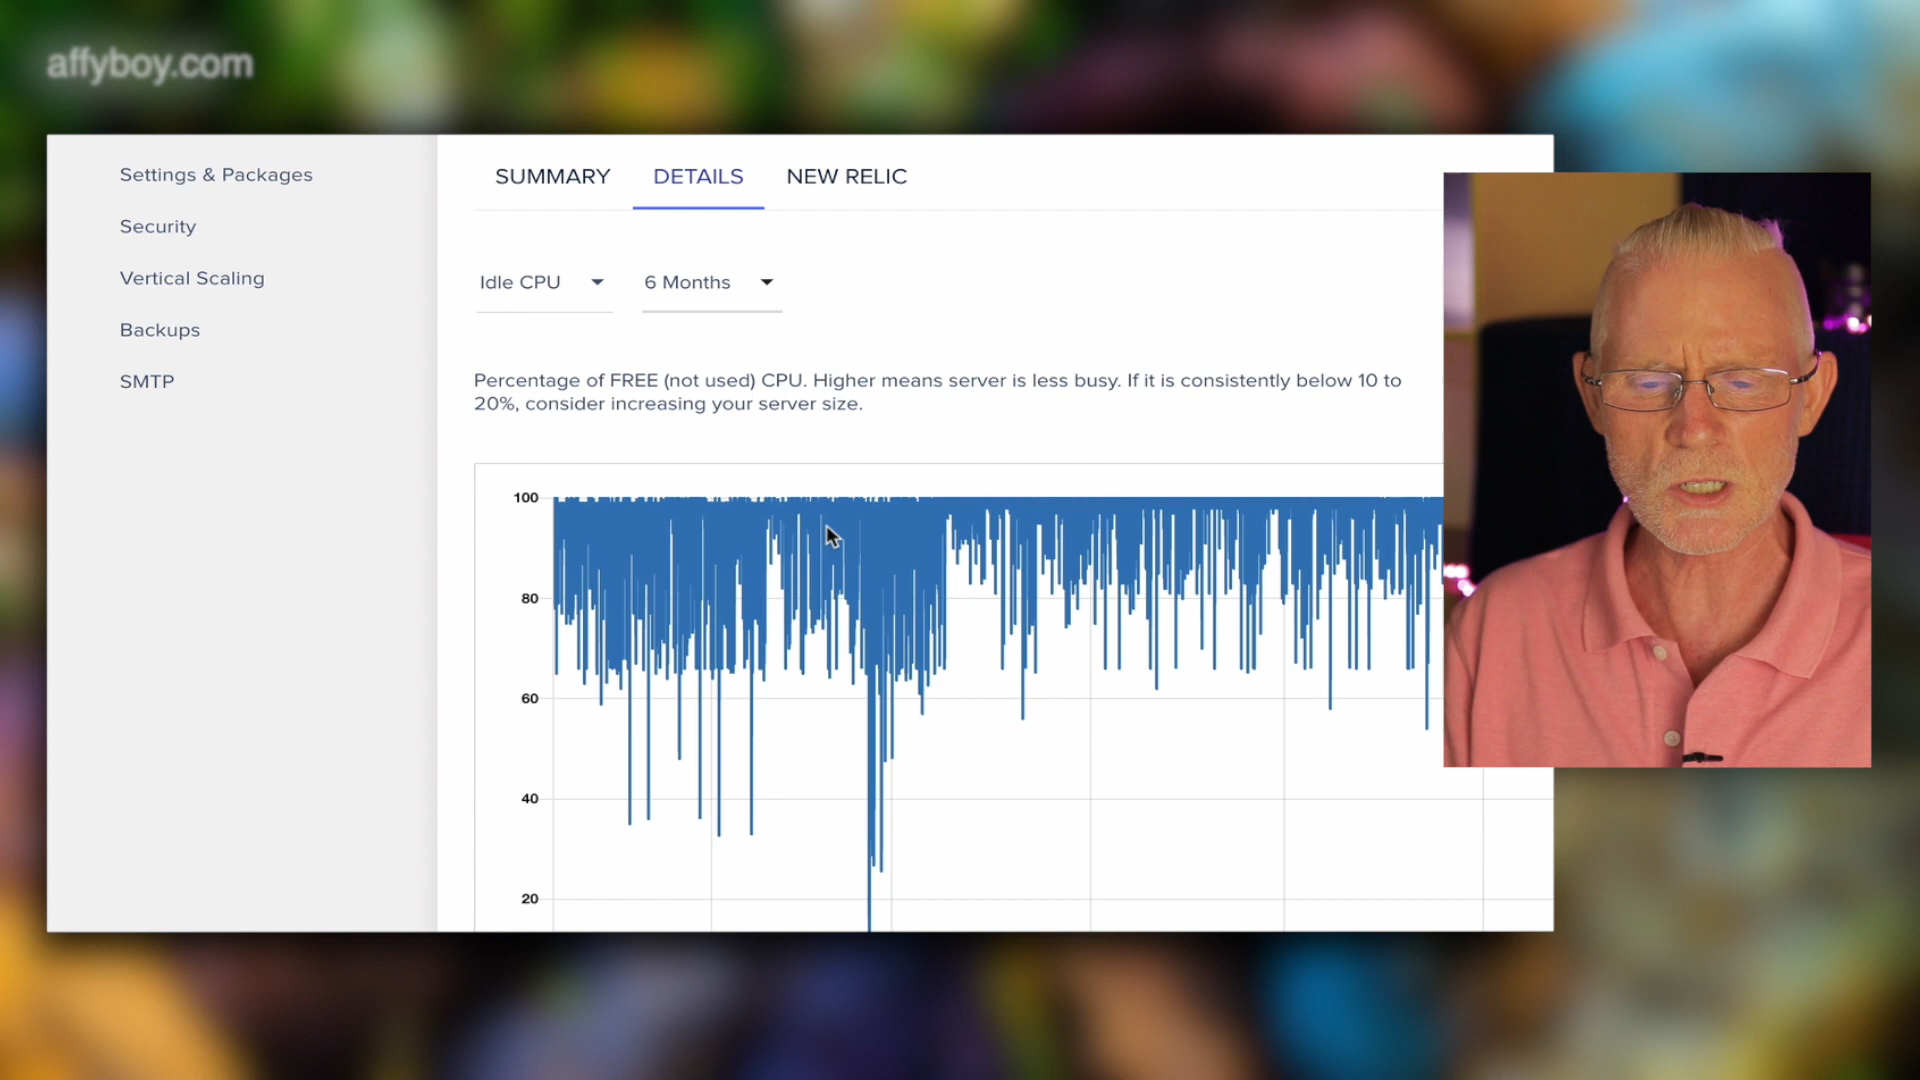 affyboy.com
Settings & Packages
Security
Vertical Scaling
Backups
SMTP
SUMMARY
DETAILS
NEW RELIC
Idle CPU
6 Months
Percentage of FREE (not used) CPU. Higher means server is less busy. If it is consistently below 10 to
20%, consider increasing your server size.
100
80
60
40
20